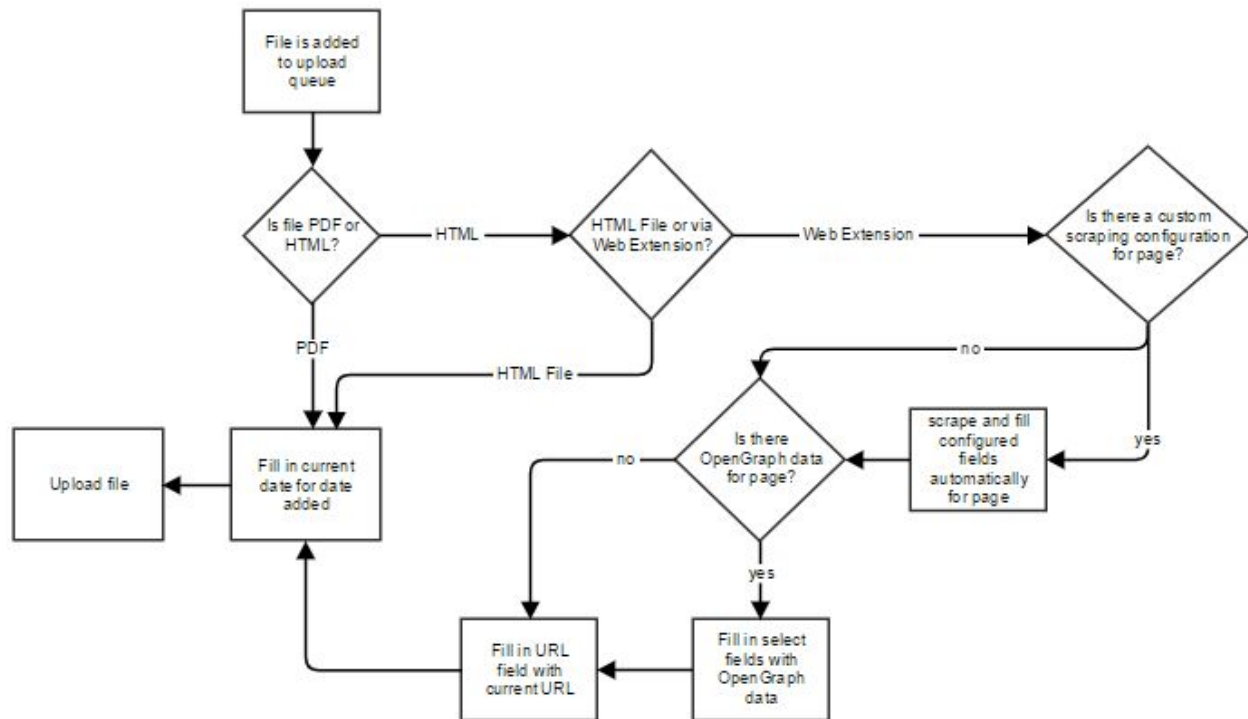 File is added
to upload
queue
Is file PDF or
HTML?
HTML
HTML File or via
Web Extension?
Web Extension
Is there a custom
scraping configuration
for page?
PDF
HTML File
no
yes
scrape and fill
configured
fields
automatically
for page
Is there
OpenGraph data
for page?
no
yes
Upload file
Fill in current
date for date
added
Fill in URL
field with
current URL
Fill in select
fields with
OpenGraph
data